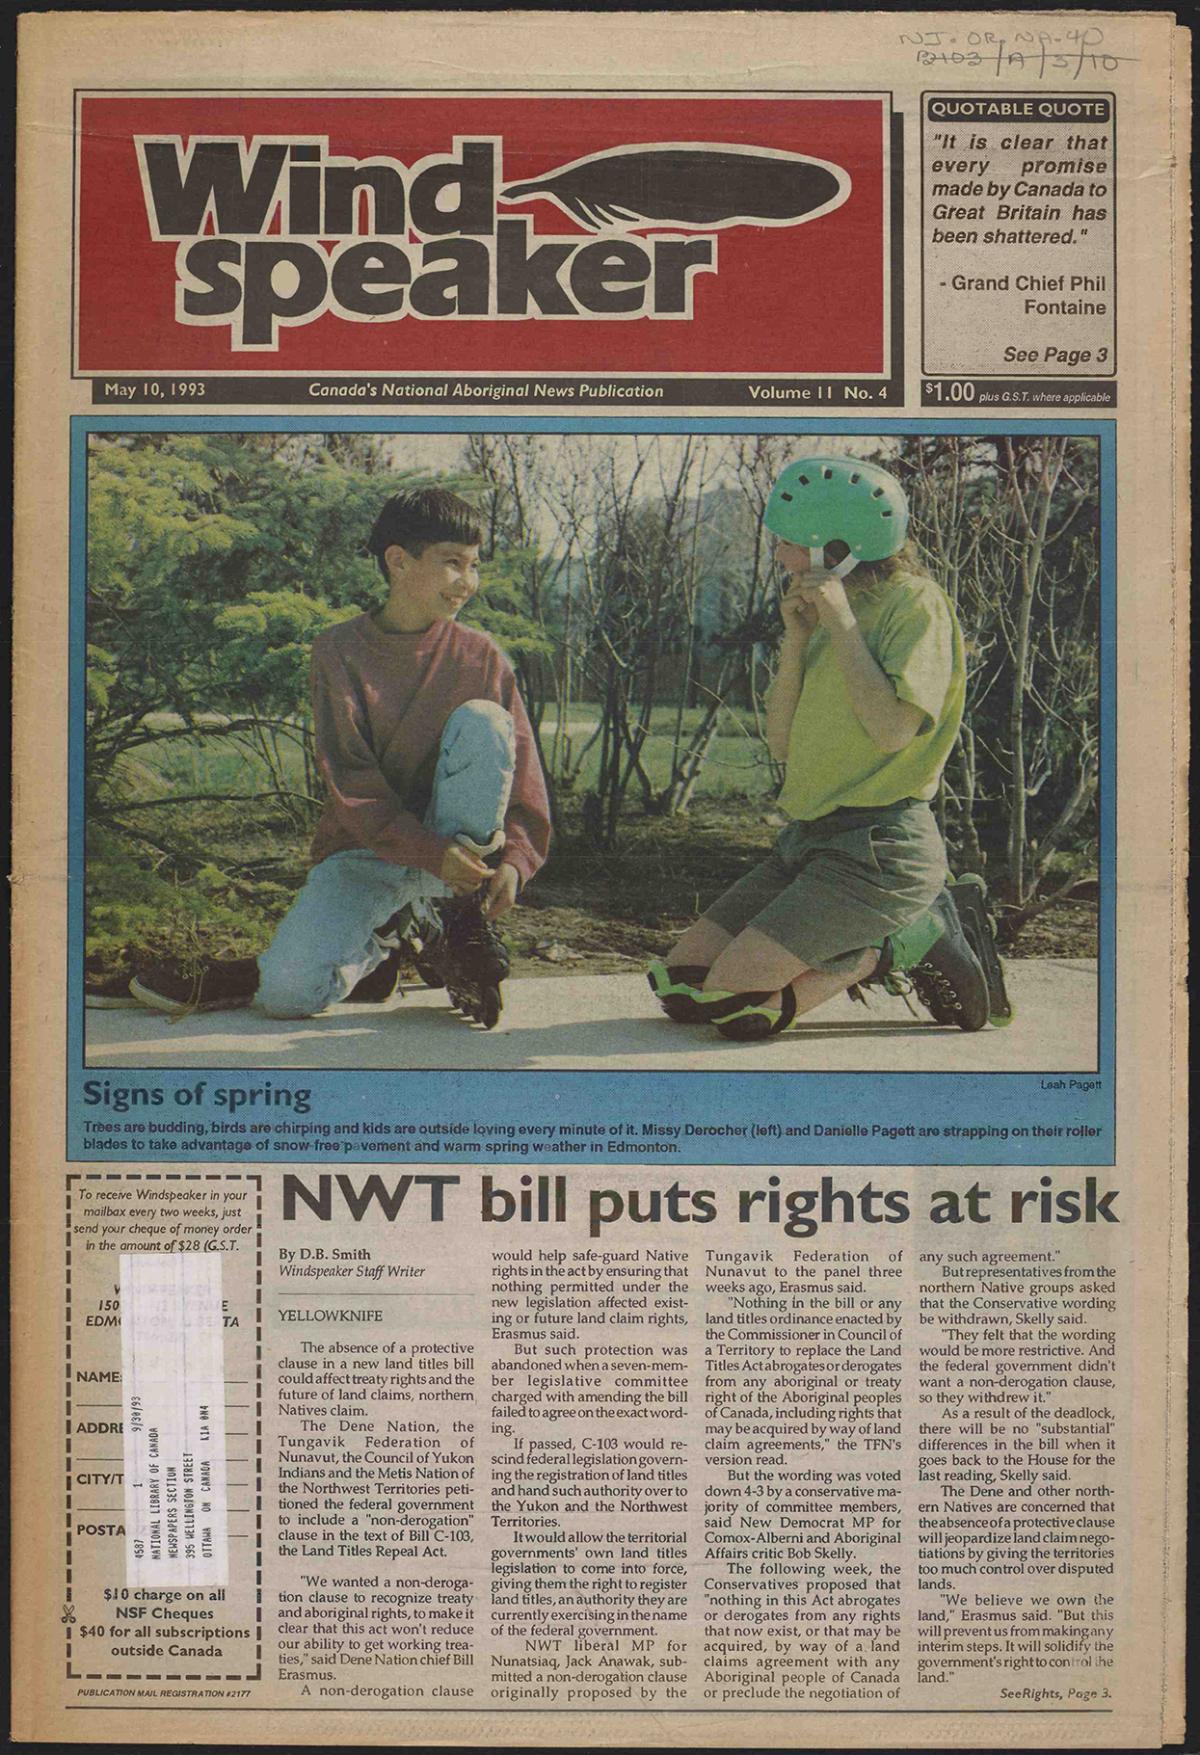 NJ. OR. NA. 40
B2103/A/5/10
Wind
speaker
QUOTABLE QUOTE
"It is clear that
every promise
made by Canada to
Great Britain has
been shattered."
- Grand Chief Phil
Fontaine
See Page 3
May 10, 1993 Canada's National Aboriginal News Publication Volume 11 No. 4
$1.00 plus G.S.T. where applicable
Leah Pagett
Signs of spring
Trees are budding, birds are chirping and kids are outside loving every minute of it. Missy Derocher (left) and Danielle Pagett are strapping on their roller
blades to take advantage of snow-free pavement and warm spring weather in Edmonton.
To receive Windspeaker in your
mailbox every two weeks, just
send your cheque of money order
in the amount of $28 (G.S.T.
150
EDM TA
NAME:
ADDRE
CITY/T
POSTA
4587 1 9/30/93
NATIONAL LIBRARY OF CANADA
NEWSPAPERS SECTION
395 WELLINGTON STREET
OTTAWA ON CANADA K1A 0N4
$10 charge on all
NSF Cheques
$40 for all subscriptions
outside Canada
PUBLICATION MAIL REGISTRATION #2177
NWT bill puts rights at risk
By D.B. Smith
Windspeaker Staff Writer
YELLOWKNIFE
The absence of a protective
clause in a new land titles bill
could affect treaty rights and the
future of land claims, northern
Natives claim.
The Dene Nation, the
Tungavik Federation of
Nunavut, the Council of Yukon
Indians and the Metis Nation of
the Northwest Territories peti-
tioned the federal government
to include a "non-derogation"
clause in the text of Bill C-103,
the Land Titles Repeal Act.
"We wanted a non-deroga-
tion clause to recognize treaty
and aboriginal rights, to make it
clear that this act won't reduce
our ability to get working trea-
ties," said Dene Nation chief Bill
Erasmus.
A non-derogation clause
would help safe-guard Native
rights in the act by ensuring that
nothing permitted under the
new legislation affected exist-
ing or future land claim rights,
Erasmus said.
But such protection was
abandoned when a seven-mem-
ber legislative committee
charged with amending the bill
failed to agree on the exact word-
ing.
If passed, C-103 would re-
scind federal legislation govern-
ing the registration of land titles
and hand such authority over to
the Yukon and the Northwest
Territories.
It would allow the territorial
governments' own land titles
legislation to come into force,
giving them the right to register
land titles, an authority they are
currently exercising in the name
of the federal government.
NWT liberal MP for
Nunatsiaq, Jack Anawak, sub-
mitted a non-derogation clause
originally proposed by the
Tungavik Federation of
Nunavut to the panel three
weeks ago, Erasmus said.
"Nothing in the bill or any
land titles ordinance enacted by
the Commissioner in Council of
a Territory to replace the Land
Titles Act abrogates or derogates
from any aboriginal or treaty
right of the Aboriginal peoples
of Canada, including rights that
may be acquired by way of land
claim agreements," the TFN's
version read.
But the wording was voted
down 4-3 by a conservative ma-
jority of committee members,
said New Democrat MP for
Comox-Alberni and Aboriginal
Affairs critic Bob Skelly.
The following week, the
Conservatives proposed that
"nothing in this Act abrogates
or derogates from any rights
that now exist, or that may be
acquired, by way of a land
claims agreement with any
Aboriginal people of Canada
or preclude the negotiation of
any such agreement."
But representatives from the
northern Native groups asked
that the Conservative wording
be withdrawn, Skelly said.
"They felt that the wording
would be more restrictive. And
the federal government didn't
want a non-derogation clause,
so they withdrew it."
As a result of the deadlock,
there will be no "substantial"
differences in the bill when it
goes back to the House for the
last reading, Skelly said.
The Dene and other north-
ern Natives are concerned that
the absence of a protective clause
will jeopardize land claim nego-
tiations by giving the territories
too much control over disputed
lands.
"We believe we own the
land," Erasmus said. "But this
will prevent us from making any
interim steps. It will solidify the
government's right to control the
land."
See Rights, Page 3.